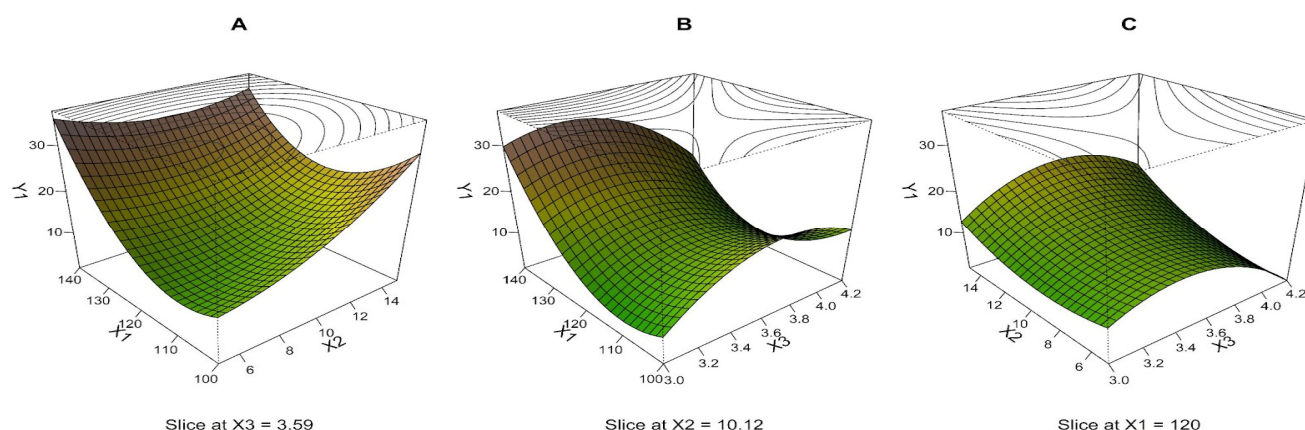 A
30
20
10
Y1
140
130
120
110
100
X1
6
8
10
12
14
X2
Slice at X3 = 3.59
B
30
20
10
Y1
140
130
120
110
100
X1
3.0
3.2
3.4
3.6
3.8
4.0
4.2
X3
Slice at X2 = 10.12
C
30
20
10
Y1
14
12
10
8
6
X2
3.0
3.2
3.4
3.6
3.8
4.0
4.2
X3
Slice at X1 = 120